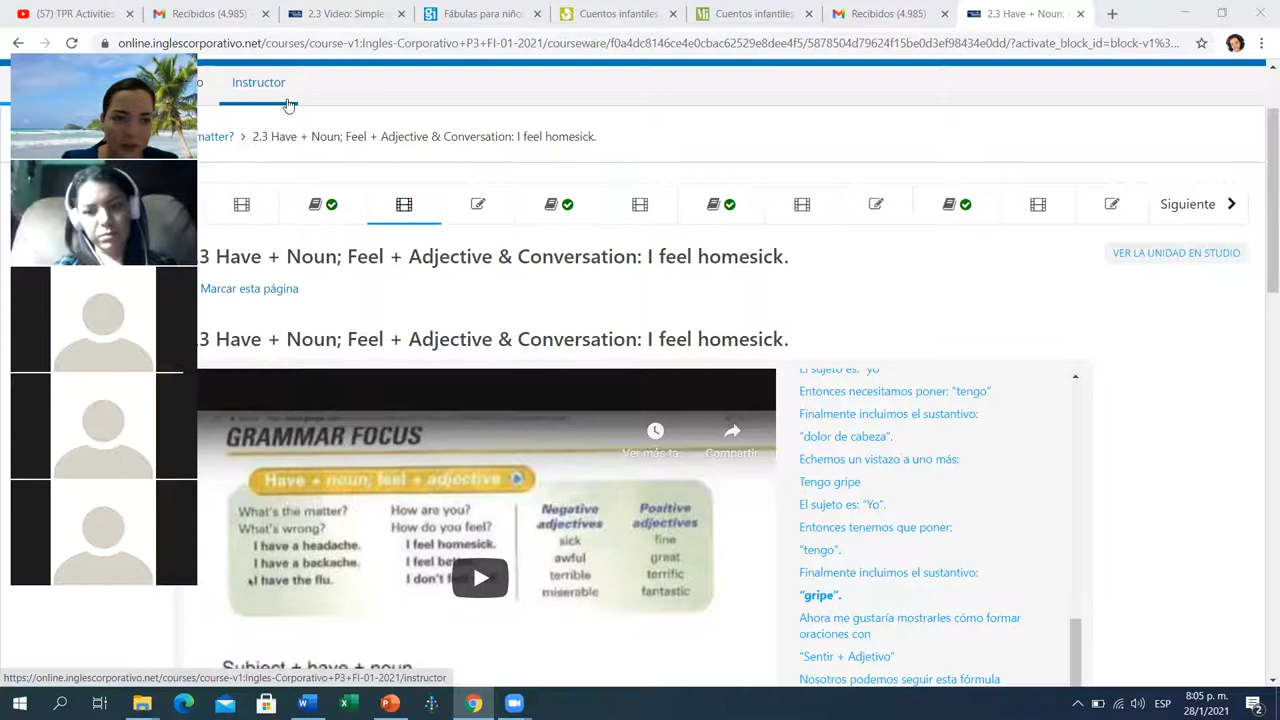 (57) TPR Activities
Recibidos (4.985)
2.3 Video: Simple
Fábulas para niños
Cuentos infantiles
Cuentos infantiles
Recibidos (4.985)
2.3 Have + Noun;
online.inglescorporativo.net/courses/course-v1:Ingles-Corporativo+P3+FI-01-2021/courseware/f0a4dc8146ce4e0cbac62529e8dee4f5/5878504d79624f15be0d3ef98434e0dd/?activate_block_id=block-v1%3...
o
Instructor
matter? > 2.3 Have + Noun; Feel + Adjective & Conversation: I feel homesick.
Siguiente
.3 Have + Noun; Feel + Adjective & Conversation: I feel homesick.
VER LA UNIDAD EN STUDIO
Marcar esta página
.3 Have + Noun; Feel + Adjective & Conversation: I feel homesick.
GRAMMAR FOCUS
Ver más ta...
Compartir
Have + noun; feel + adjective
What's the matter?
What's wrong?
I have a headache.
I have a backache.
I have the flu.
How are you?
How do you feel?
I feel homesick.
I feel better.
I don't feel
Negative
adjectives
sick
awful
terrible
miserable
Positive
adjectives
fine
great
terrific
fantastic
Subject + have + noun
El sujeto es: "yo"
Entonces necesitamos poner: "tengo"
Finalmente incluimos el sustantivo:
"dolor de cabeza".
Echemos un vistazo a uno más:
Tengo gripe
El sujeto es: "Yo".
Entonces tenemos que poner:
"tengo".
Finalmente incluimos el sustantivo:
"gripe".
Ahora me gustaría mostrarles cómo formar
oraciones con
"Sentir + Adjetivo"
Nosotros podemos seguir esta fórmula
https://online.inglescorporativo.net/courses/course-v1:Ingles-Corporativo+P3+FI-01-2021/instructor
ESP
8:05 p. m.
28/1/2021
2